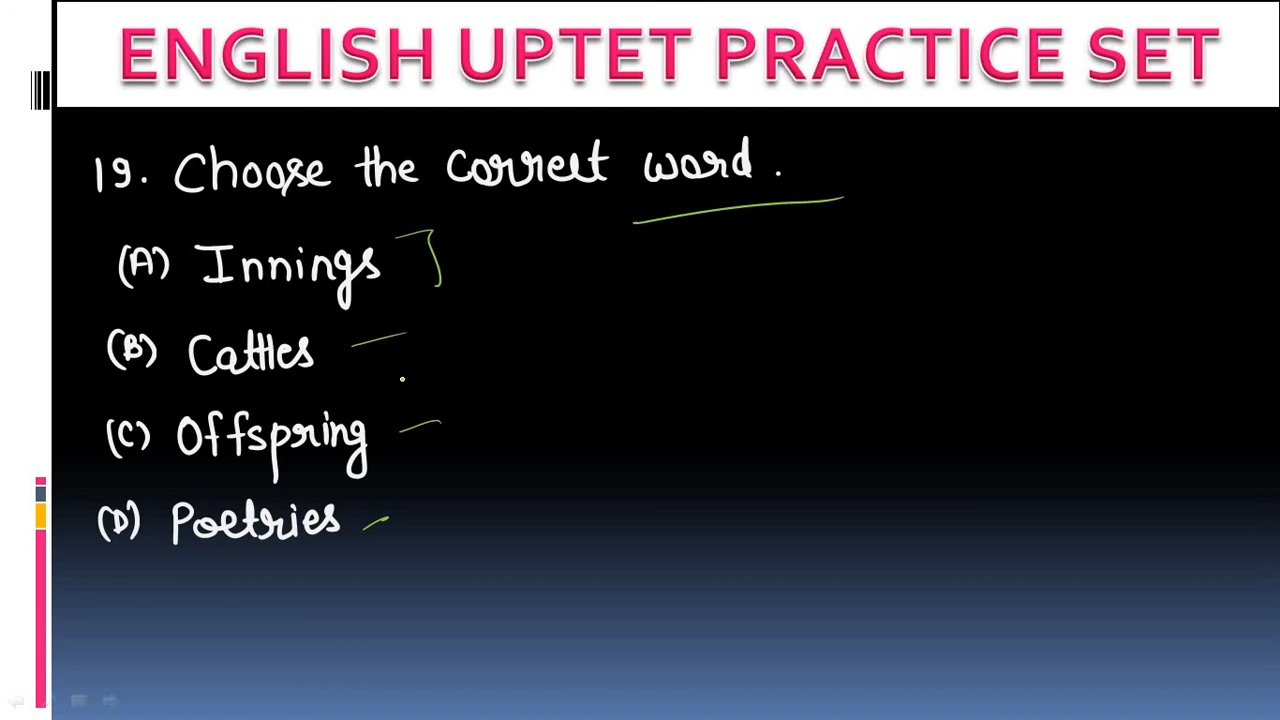 ENGLISH UPTET PRACTICE SET
19. Choose the correct word.
(A) Innings
(B) Cattles
(C) Offspring
(D) Poetries